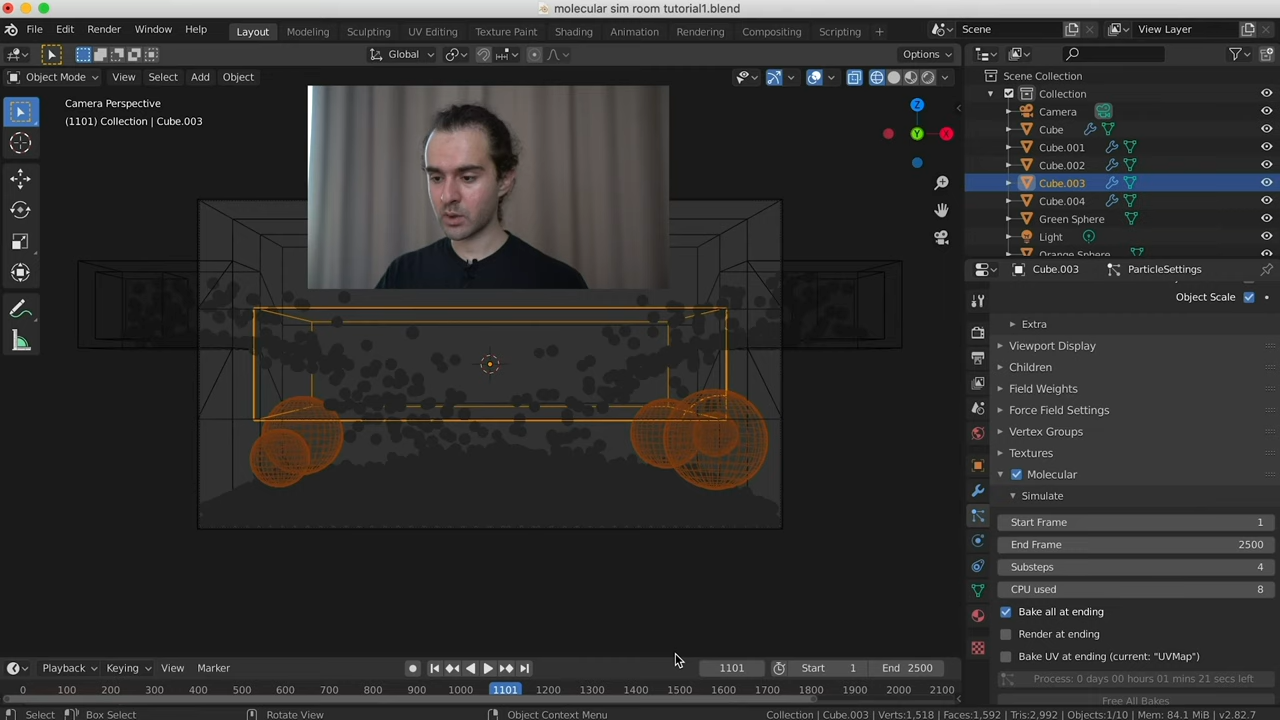 molecular sim room tutorial1.blend
File Edit Render Window Help Layout Modeling Sculpting UV Editing Texture Paint Shading Animation Rendering Compositing Scripting + Scene View Layer
Global Options
Object Mode View Select Add Object
Camera Perspective
(1101) Collection | Cube.003
Z
Y
X
Scene Collection
Collection
Camera
Cube
Cube.001
Cube.002
Cube.003
Cube.004
Green Sphere
Light
Orange Sphere
Cube.003 ParticleSettings
Object Scale
Extra
Viewport Display
Children
Field Weights
Force Field Settings
Vertex Groups
Textures
Molecular
Simulate
Start Frame 1
End Frame 2500
Substeps 4
CPU used 8
Bake all at ending
Render at ending
Bake UV at ending (current: "UVMap")
Process: 0 days 00 hours 01 mins 21 secs left
Free All Bakes
Playback Keying View Marker 1101 Start 1 End 2500
0 100 200 300 400 500 600 700 800 900 1000 1101 1200 1300 1400 1500 1600 1700 1800 1900 2000 2100
Select Box Select Rotate View Object Context Menu Collection | Cube.003 | Verts:1,518 | Faces:1,592 | Tris:2,992 | Objects:1/10 | Mem: 84.1 MiB | v2.82.7